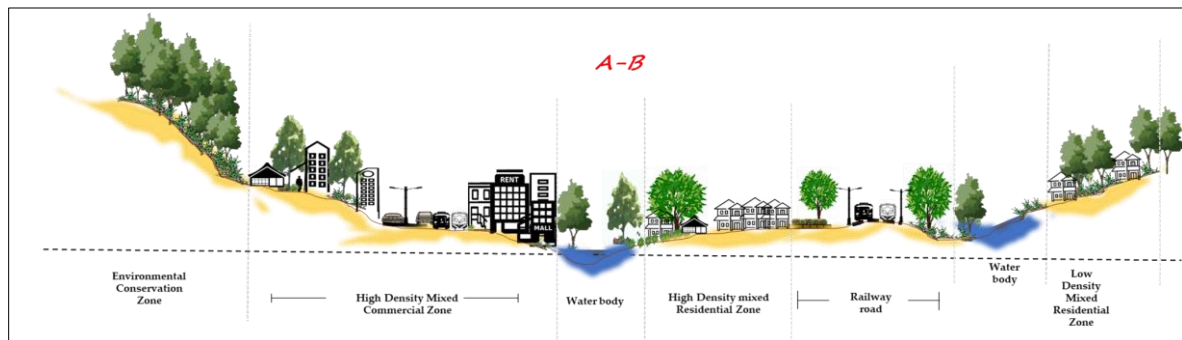 A-B
RENT
MALL
Environmental
Conservation
Zone
High Density Mixed
Commercial Zone
Water body
High Density mixed
Residential Zone
Railway
road
Water
body
Low
Density
Mixed
Residential
Zone